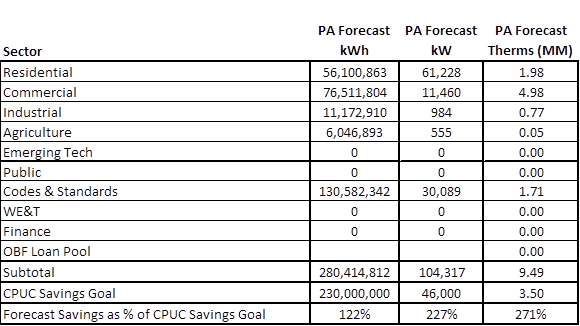 PA Forecast PA Forecast PA Forecast
Sector kWh kW Therms (MM)
Residential 56,100,863 61,228 1.98
Commercial 76,511,804 11,460 4.98
Industrial 11,172,910 984 0.77
Agriculture 6,046,893 555 0.05
Emerging Tech 0 0 0.00
Public 0 0 0.00
Codes & Standards 130,582,342 30,089 1.71
WE&T 0 0 0.00
Finance 0 0 0.00
OBF Loan Pool 0.00
Subtotal 280,414,812 104,317 9.49
CPUC Savings Goal 230,000,000 46,000 3.50
Forecast Savings as % of CPUC Savings Goal 122% 227% 271%